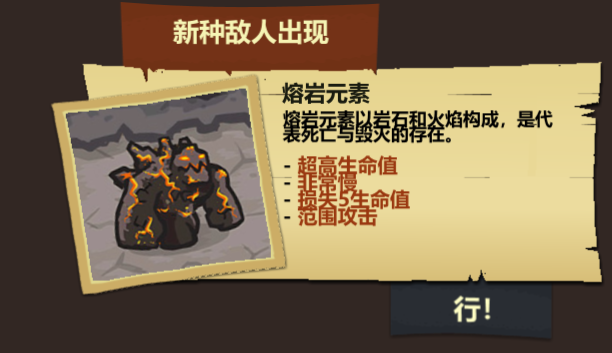 新种敌人出现
熔岩元素
熔岩元素以岩石和火焰构成，是代
表死亡与毁灭的存在。
- 超高生命值
- 非常慢
- 损失5生命值
- 范围攻击
行!